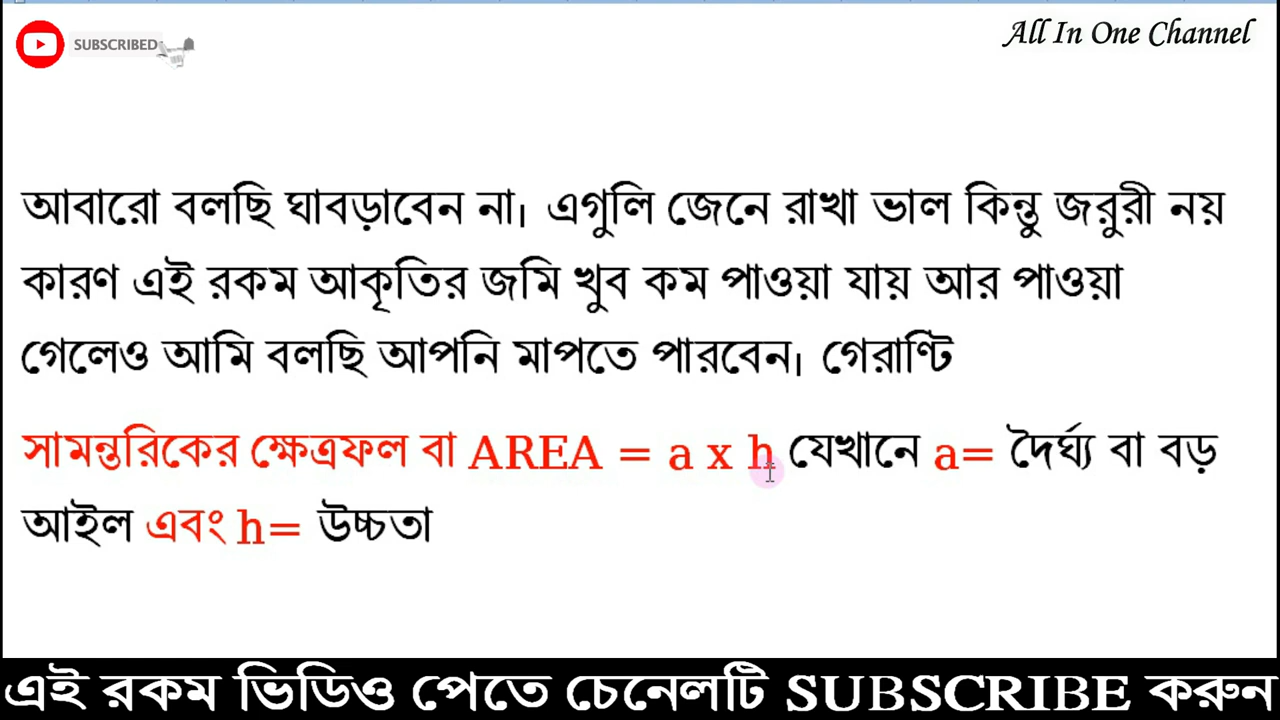 SUBSCRIBED
All In One Channel
আবারো বলছি ঘাবড়াবেন না। এগুলি জেনে রাখা ভাল কিন্তু জরুরী নয়
কারণ এই রকম আকৃতির জমি খুব কম পাওয়া যায় আর পাওয়া
গেলেও আমি বলছি আপনি মাপতে পারবেন। গেরাণ্টি
সামন্তরিকের ক্ষেত্রফল বা AREA = a x h যেখানে a= দৈর্ঘ্য বা বড়
আইল এবং h= উচ্চতা
এই রকম ভিডিও পেতে চেনেলটি SUBSCRIBE করুন